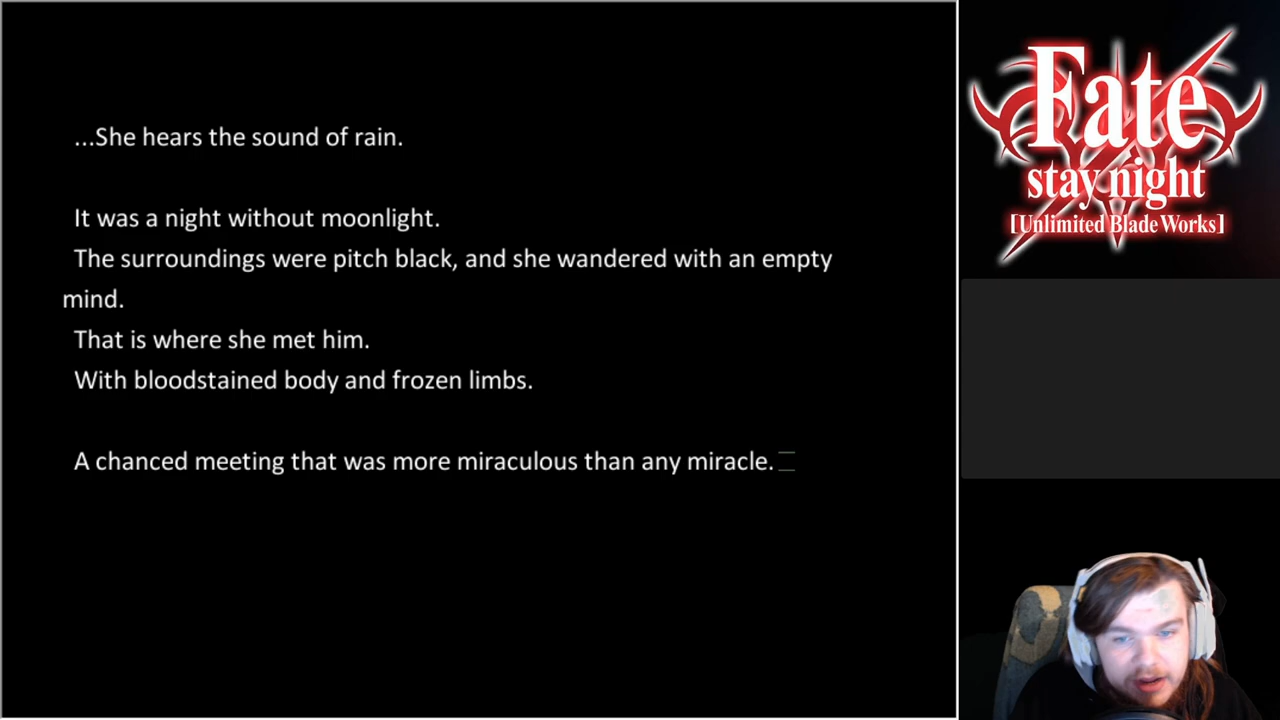 ...She hears the sound of rain.
It was a night without moonlight.
The surroundings were pitch black, and she wandered with an empty
mind.
That is where she met him.
With bloodstained body and frozen limbs.
A chanced meeting that was more miraculous than any miracle.
Fate
stay night
[Unlimited Blade Works]